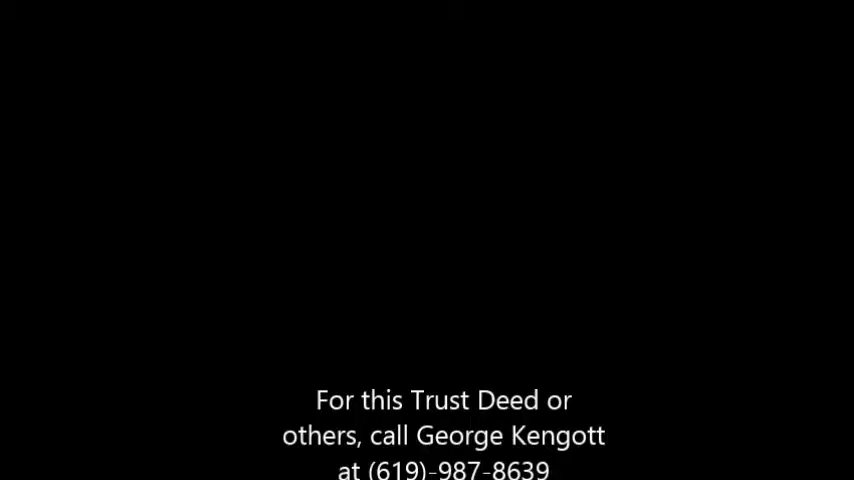 For this Trust Deed or
others, call George Kengott
at (619)-987-8639